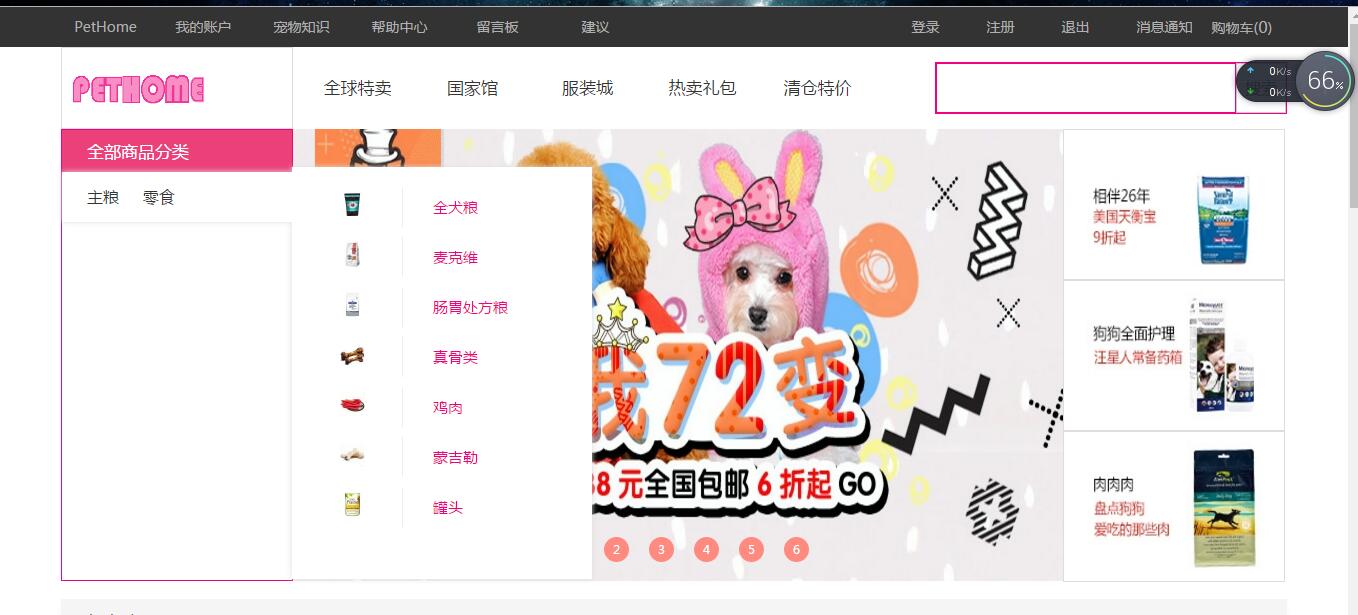 PetHome 我的账户 宠物知识 帮助中心 留言板 建议 登录 注册 退出 消息通知 购物车(0)
PETHOME
全球特卖 国家馆 服装城 热卖礼包 清仓特价
0K/s
0K/s
66%
全部商品分类
主粮 零食
全犬粮
麦克维
肠胃处方粮
真骨类
鸡肉
蒙吉勒
罐头
我72变
38 元全国包邮 6 折起 GO
2 3 4 5 6
相伴26年
美国天衡宝
9折起
狗狗全面护理
汪星人常备药箱
肉肉肉
盘点狗狗
爱吃的那些肉